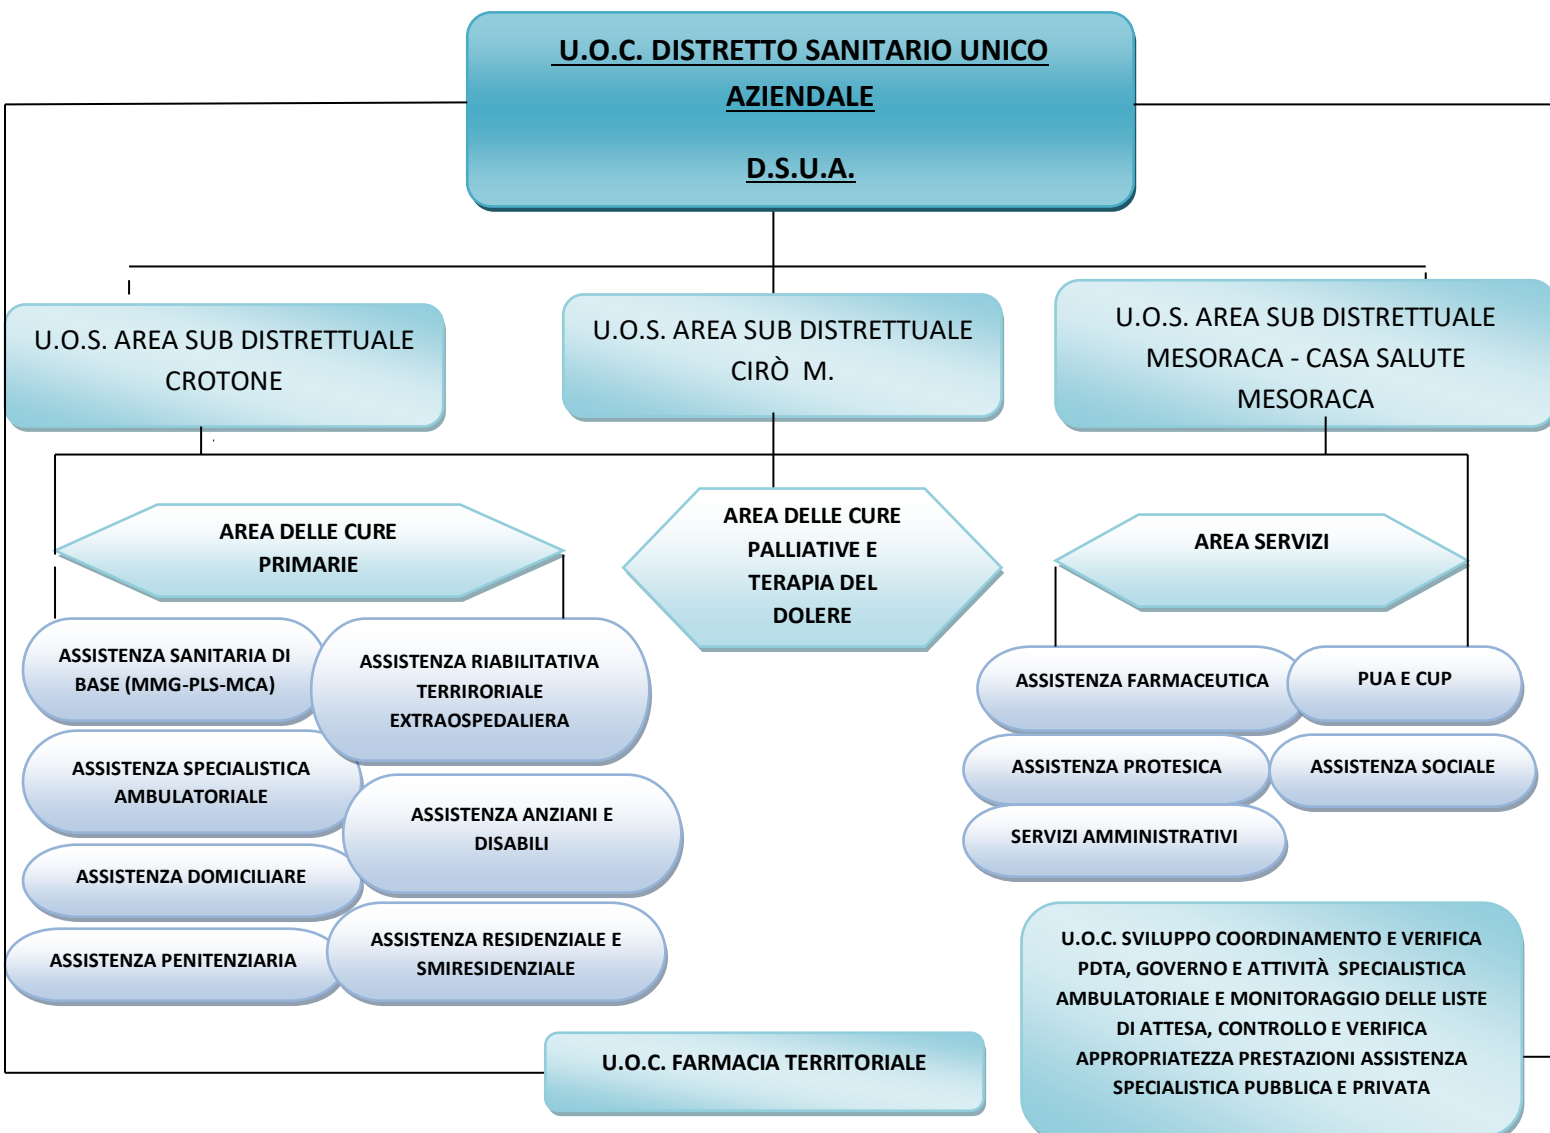 U.O.C. DISTRETTO SANITARIO UNICO
AZIENDALE
D.S.U.A.
U.O.S. AREA SUB DISTRETTUALE
CROTONE
U.O.S. AREA SUB DISTRETTUALE
CIRÒ M.
U.O.S. AREA SUB DISTRETTUALE
MESORACA - CASA SALUTE
MESORACA
AREA DELLE CURE
PRIMARIE
AREA DELLE CURE
PALLIATIVE E
TERAPIA DEL
DOLERE
AREA SERVIZI
ASSISTENZA SANITARIA DI
BASE (MMG-PLS-MCA)
ASSISTENZA RIABILITATIVA
TERRIRORIALE
EXTRAOSPEDALIERA
ASSISTENZA SPECIALISTICA
AMBULATORIALE
ASSISTENZA ANZIANI E
DISABILI
ASSISTENZA DOMICILIARE
ASSISTENZA RESIDENZIALE E
SMIRESIDENZIALE
ASSISTENZA PENITENZIARIA
ASSISTENZA FARMACEUTICA
PUA E CUP
ASSISTENZA PROTESICA
ASSISTENZA SOCIALE
SERVIZI AMMINISTRATIVI
U.O.C. SVILUPPO COORDINAMENTO E VERIFICA
PDTA, GOVERNO E ATTIVITÀ SPECIALISTICA
AMBULATORIALE E MONITORAGGIO DELLE LISTE
DI ATTESA, CONTROLLO E VERIFICA
APPROPRIATEZZA PRESTAZIONI ASSISTENZA
SPECIALISTICA PUBBLICA E PRIVATA
U.O.C. FARMACIA TERRITORIALE